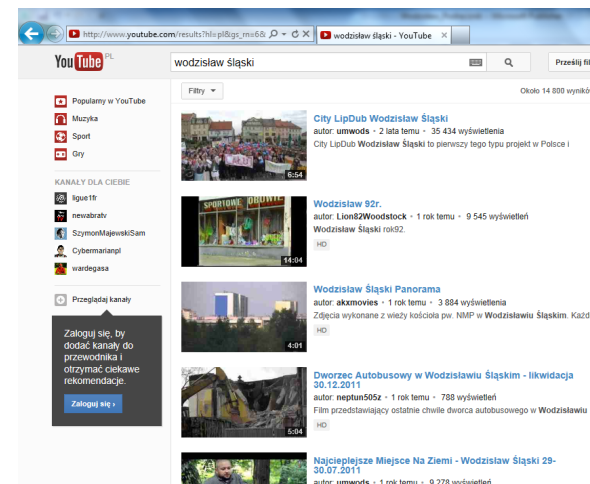 http://www.youtube.com/results?hl=pl&gs_rn=6&
wodzisław śląski - YouTube
You Tube PL
wodzisław śląski
Prześlij fil
Filtry
Około 14 800 wynikó
Popularny w YouTube
Muzyka
Sport
Gry
KANAŁY DLA CIEBIE
ligue1fr
newabratv
SzymonMajewskiSam
Cybermarianpl
wardegasa
Przeglądaj kanały
Zaloguj się, by
dodać kanały do
przewodnika i
otrzymać ciekawe
rekomendacje.
Zaloguj się ›
City LipDub Wodzisław Śląski
autor: umwods • 2 lata temu • 35 434 wyświetlenia
City LipDub Wodzisław Śląski to pierwszy tego typu projekt w Polsce i
6:54
SPORTOWE OBUWIE
Wodzisław 92r.
autor: Lion82Woodstock • 1 rok temu • 9 545 wyświetleń
Wodzisław Śląski rok92.
HD
14:04
Wodzisław Śląski Panorama
autor: akxmovies • 1 rok temu • 3 884 wyświetlenia
Zdjęcia wykonane z wieży kościoła pw. NMP w Wodzisławiu Śląskim. Każd
HD
4:01
Dworzec Autobusowy w Wodzisławiu Śląskim - likwidacja
30.12.2011
autor: neptun505z • 1 rok temu • 788 wyświetleń
Film przedstawiający ostatnie chwile dworca autobusowego w Wodzisławiu
HD
5:04
Najcieplejsze Miejsce Na Ziemi - Wodzisław Śląski 29-
30.07.2011
autor: umwods • 1 rok temu • 9 278 wyświetleń